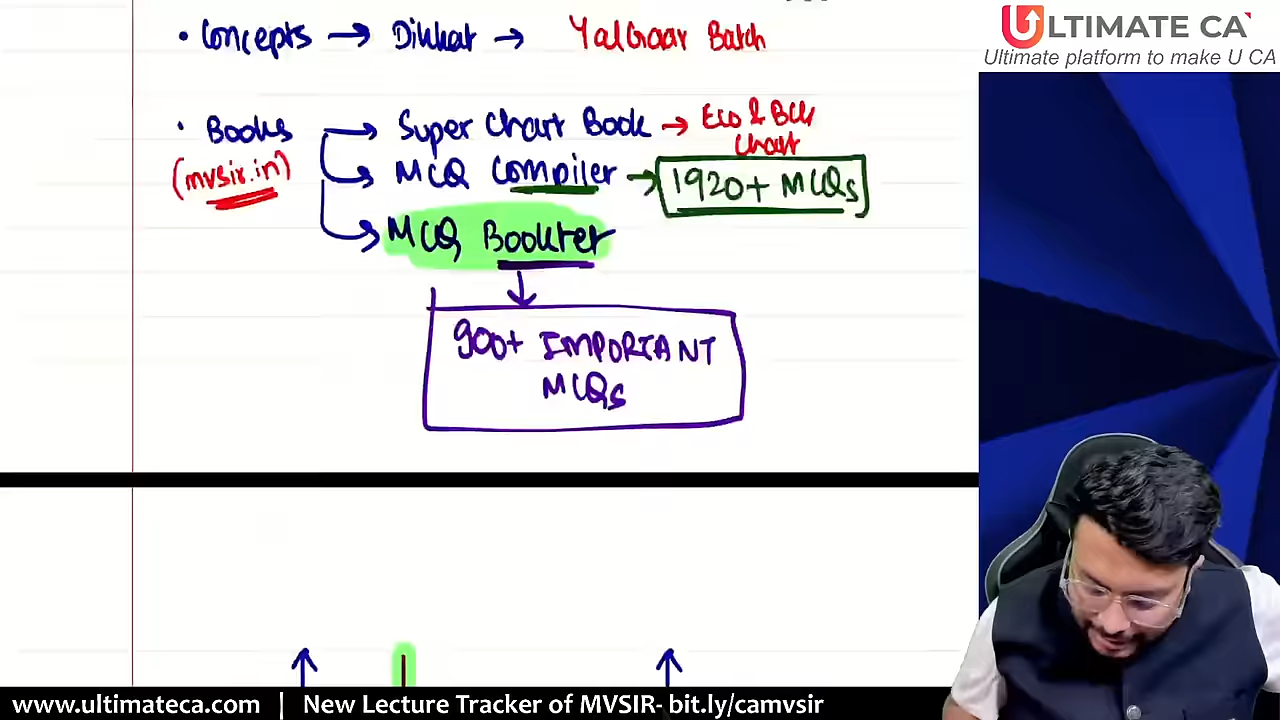 • Concepts → Dikkat → YalGaar Batch
• Books → Super Chart Book → Eco & BCK Chart
(mvsir.in)
→ MCQ Compiler → 1920+ MCQs
→ MCQ Booklet
900+ IMPORTANT
MCQs
ULTIMATE CA
Ultimate platform to make U CA
www.ultimateca.com | New Lecture Tracker of MVSIR- bit.ly/camvsir